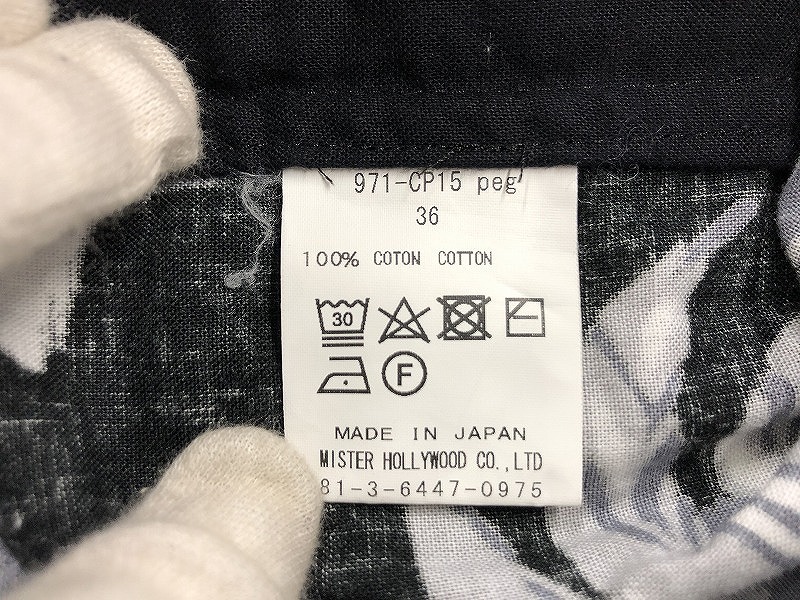 971-CP15 peg
36
100% COTON COTTON
30
F
MADE IN JAPAN
MISTER HOLLYWOOD CO.,LTD
81-3-6447-0975